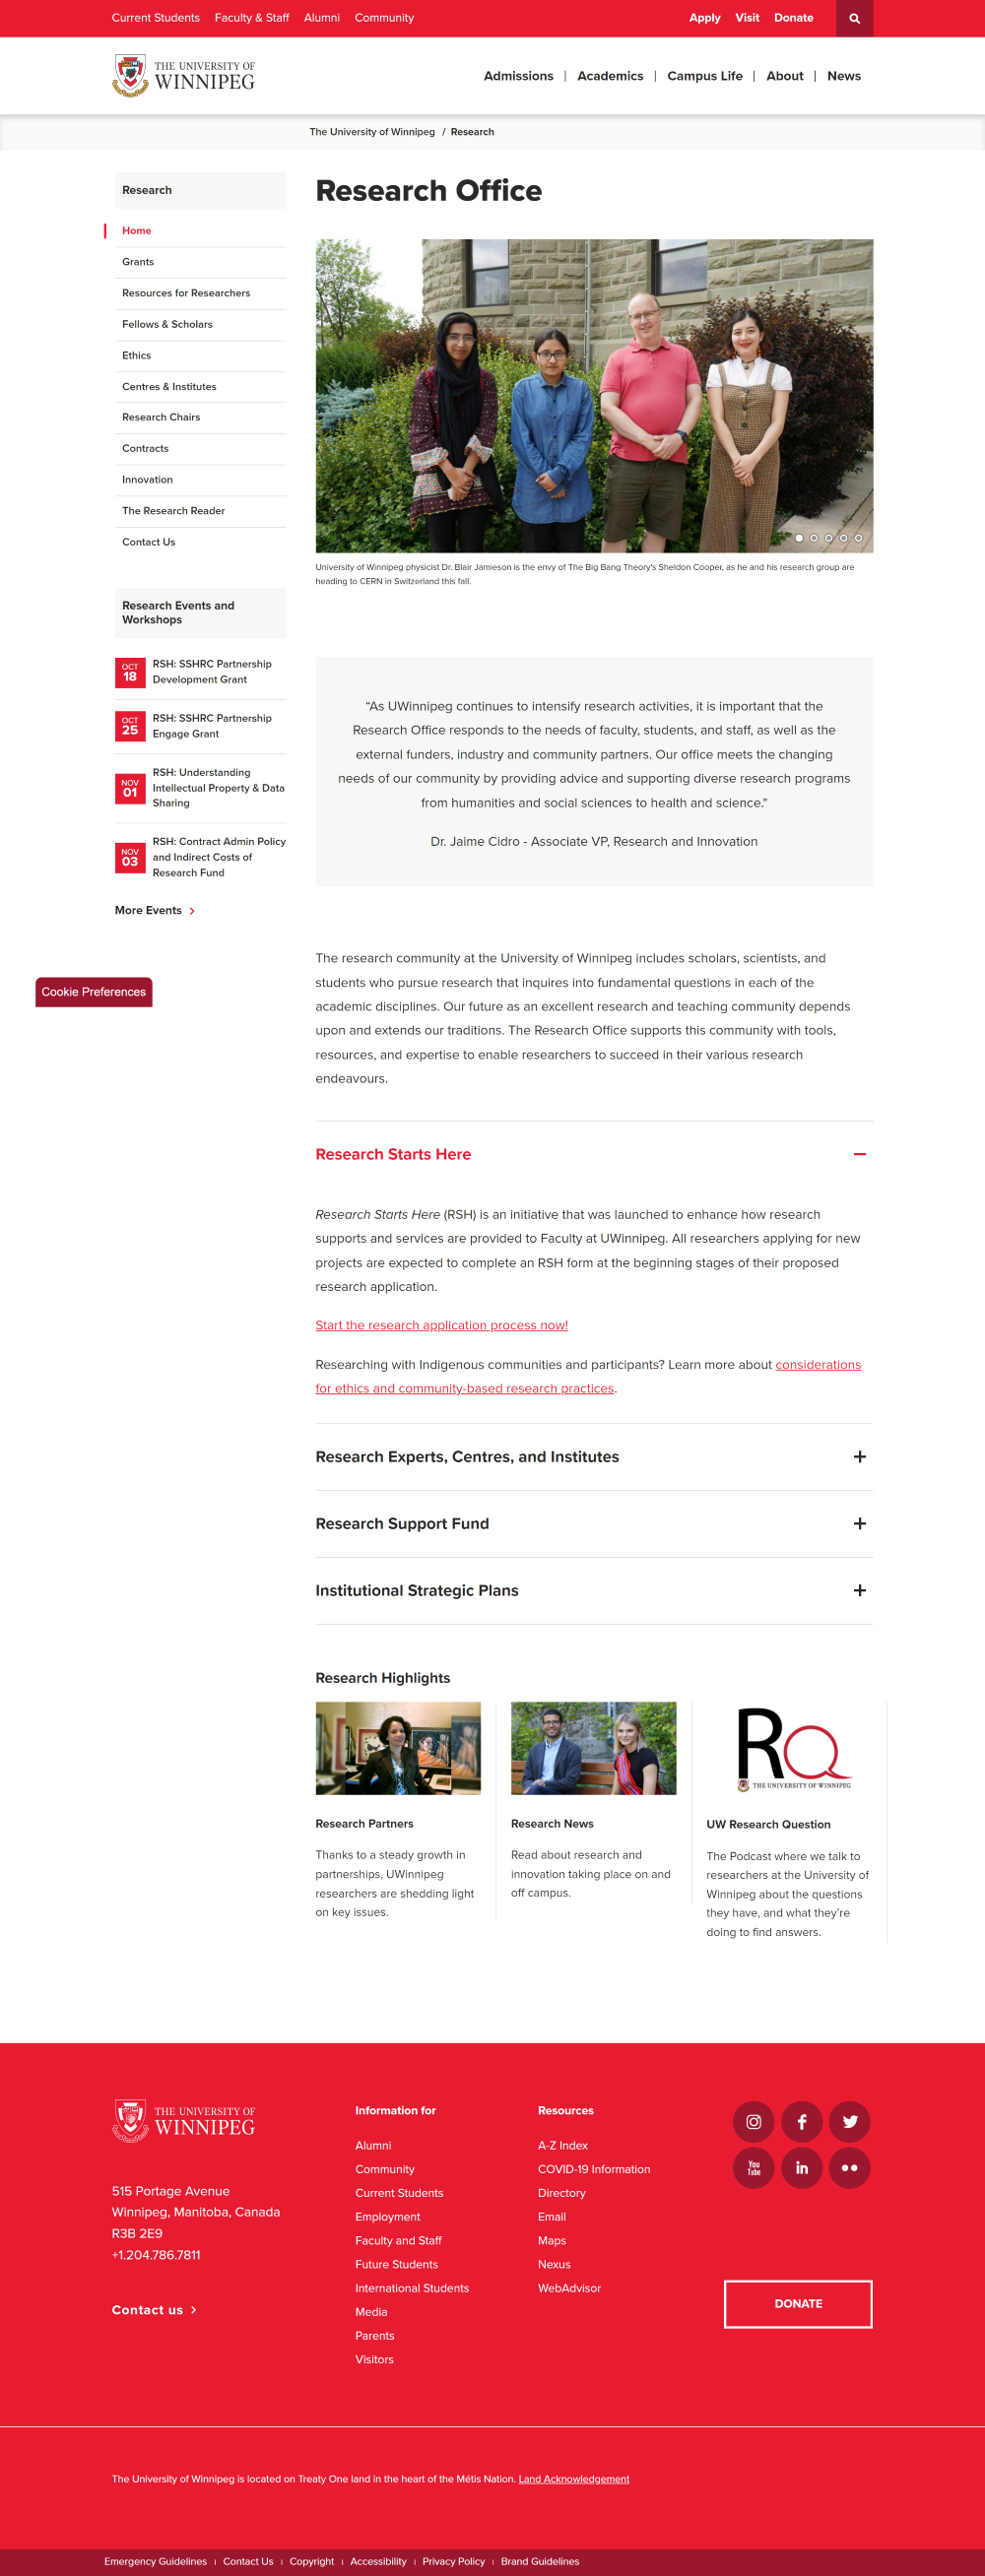 Current Students Faculty & Staff Alumni Community Apply Visit Donate
THE UNIVERSITY OF
WINNIPEG
Admissions | Academics | Campus Life | About | News
The University of Winnipeg / Research
Research
Home
Grants
Resources for Researchers
Fellows & Scholars
Ethics
Centres & Institutes
Research Chairs
Contracts
Innovation
The Research Reader
Contact Us
Research Events and
Workshops
OCT
18
RSH: SSHRC Partnership
Development Grant
OCT
25
RSH: SSHRC Partnership
Engage Grant
NOV
01
RSH: Understanding
Intellectual Property & Data
Sharing
NOV
03
RSH: Contract Admin Policy
and Indirect Costs of
Research Fund
More Events
Cookie Preferences
Research Office
University of Winnipeg physicist Dr. Blair Jamieson is the envy of The Big Bang Theory's Sheldon Cooper, as he and his research group are
heading to CERN in Switzerland this fall.
“As UWinnipeg continues to intensify research activities, it is important that the
Research Office responds to the needs of faculty, students, and staff, as well as the
external funders, industry and community partners. Our office meets the changing
needs of our community by providing advice and supporting diverse research programs
from humanities and social sciences to health and science."
Dr. Jaime Cidro - Associate VP, Research and Innovation
The research community at the University of Winnipeg includes scholars, scientists, and
students who pursue research that inquires into fundamental questions in each of the
academic disciplines. Our future as an excellent research and teaching community depends
upon and extends our traditions. The Research Office supports this community with tools,
resources, and expertise to enable researchers to succeed in their various research
endeavours.
Research Starts Here
Research Starts Here (RSH) is an initiative that was launched to enhance how research
supports and services are provided to Faculty at UWinnipeg. All researchers applying for new
projects are expected to complete an RSH form at the beginning stages of their proposed
research application.
Start the research application process now!
Researching with Indigenous communities and participants? Learn more about considerations
for ethics and community-based research practices.
Research Experts, Centres, and Institutes
Research Support Fund
Institutional Strategic Plans
Research Highlights
Research Partners
Thanks to a steady growth in
partnerships, UWinnipeg
researchers are shedding light
on key issues.
Research News
Read about research and
innovation taking place on and
off campus.
RQ
THE UNIVERSITY OF WINNIPEG
UW Research Question
The Podcast where we talk to
researchers at the University of
Winnipeg about the questions
they have, and what they're
doing to find answers.
THE UNIVERSITY OF
WINNIPEG
515 Portage Avenue
Winnipeg, Manitoba, Canada
R3B 2E9
+1.204.786.7811
Contact us
Information for
Alumni
Community
Current Students
Employment
Faculty and Staff
Future Students
International Students
Media
Parents
Visitors
Resources
A-Z Index
COVID-19 Information
Directory
Email
Maps
Nexus
WebAdvisor
You
Tube
in
DONATE
The University of Winnipeg is located on Treaty One land in the heart of the Métis Nation. Land Acknowledgement
Emergency Guidelines | Contact Us | Copyright | Accessibility | Privacy Policy | Brand Guidelines